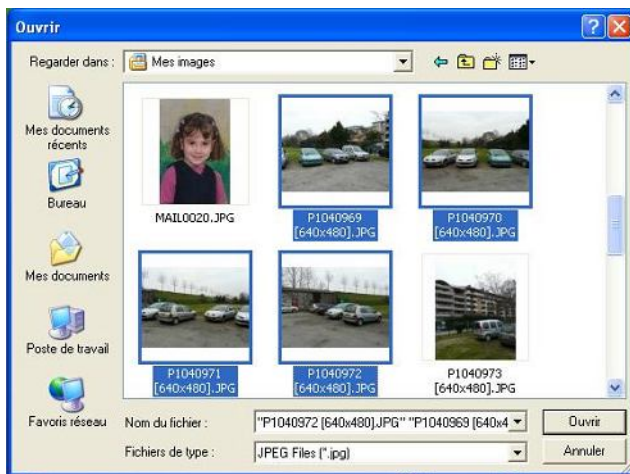 Ouvrir
Regarder dans :
Mes images
Mes documents
récents
Bureau
Mes documents
Poste de travail
Favoris réseau
MAIL0020.JPG
P1040969
[640x480].JPG
P1040970
[640x480].JPG
P1040971
[640x480].JPG
P1040972
[640x480].JPG
P1040973
[640x480].JPG
Nom du fichier :
"P1040972 [640x480].JPG" "P1040969 [640x4
Ouvrir
Fichiers de type :
JPEG Files (*.jpg)
Annuler